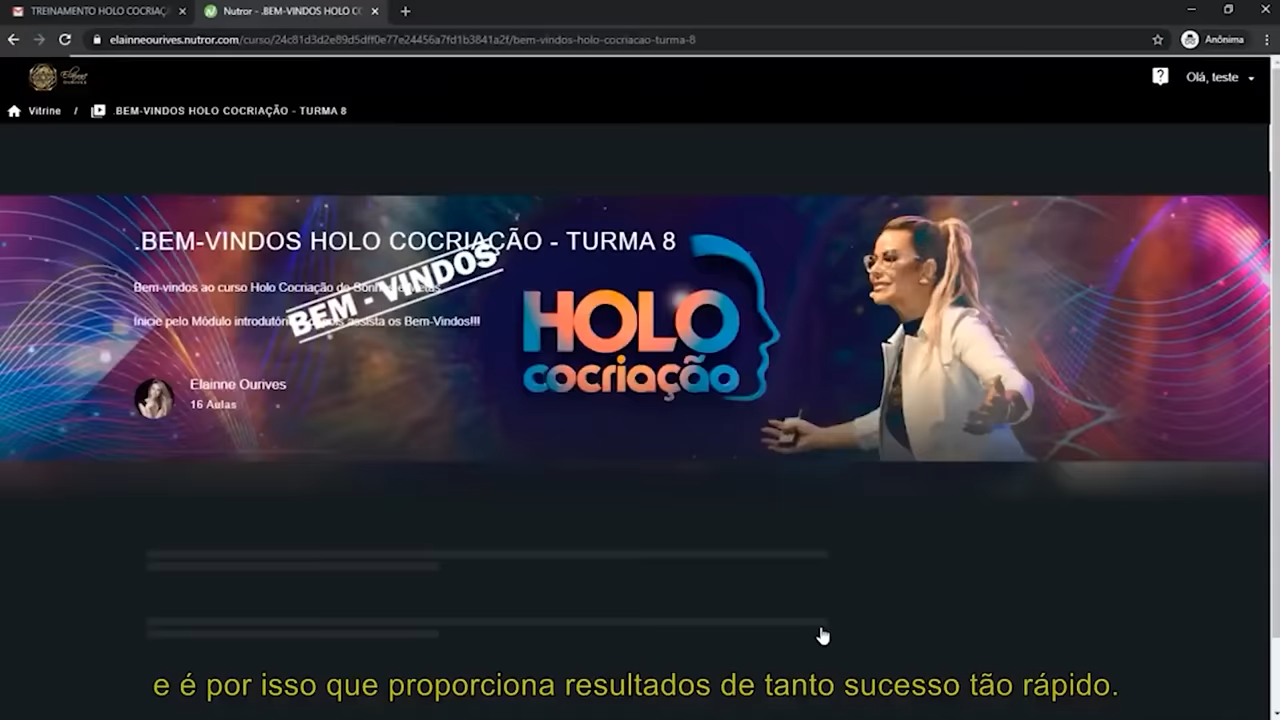 TREINAMENTO HOLO COCRIAÇ
Nutror - .BEM-VINDOS HOLO C
elainneourives.nutror.com/curso/24c81d3d2e89d5dff0e77e24456a7fd1b3841a2f/bem-vindos-holo-cocriacao-turma-8
Anônima
Elainne
OURIVES
Olá, teste
Vitrine / .BEM-VINDOS HOLO COCRIAÇÃO - TURMA 8
.BEM-VINDOS HOLO COCRIAÇÃO - TURMA 8
Bem-vindos ao curso Holo Cocriação de
BEM - VINDOS
Inicie pelo Módulo assista os Bem-Vindos!!!
HOLO
cocriação
Elainne Ourives
16 Aulas
e é por isso que proporciona resultados de tanto sucesso tão rápido.